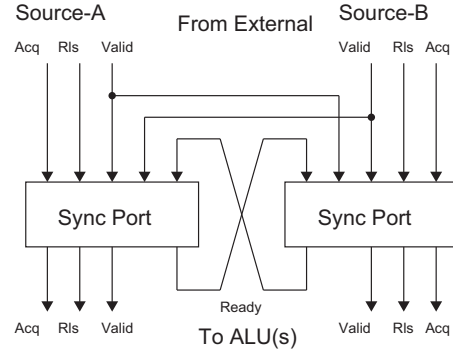 Source-A From External Source-B
Acq Rls Valid Valid Rls Acq
Sync Port Sync Port
Ready
Acq Rls Valid Valid Rls Acq
To ALU(s)